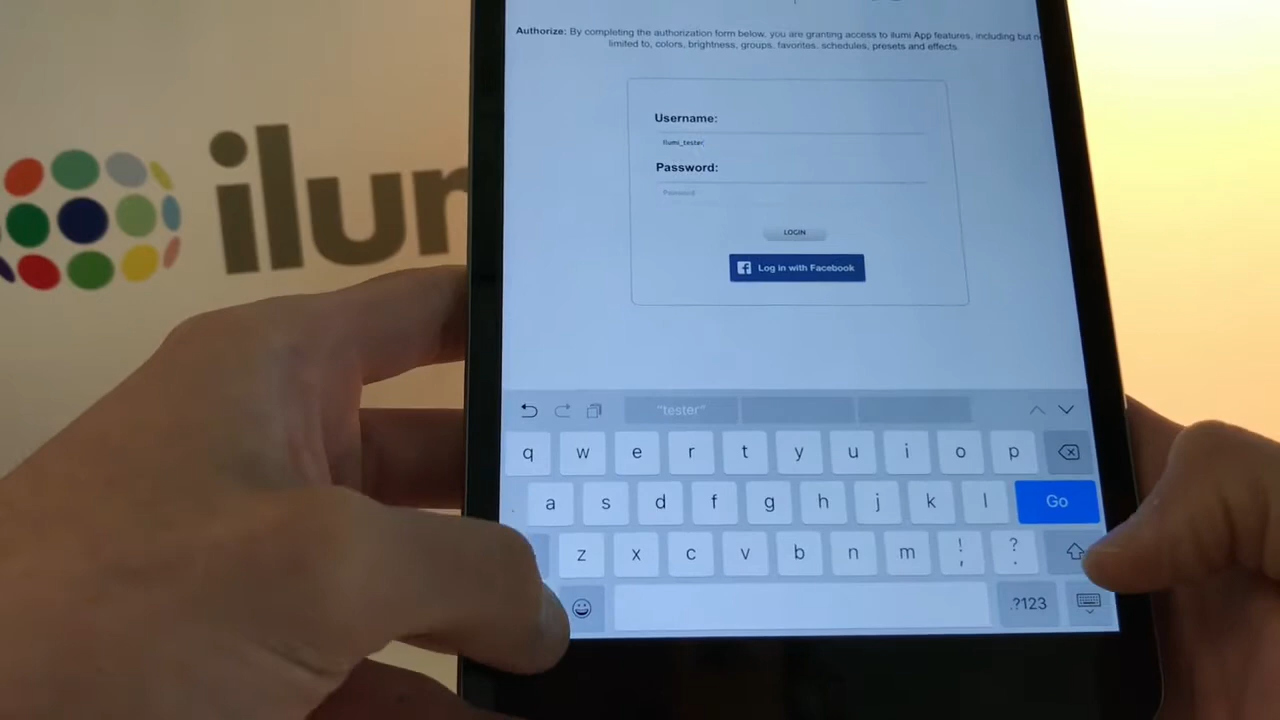 Authorize: By completing the authorization form below, you are granting access to ilumi App features, including but
limited to, colors, brightness, groups, favorites, schedules, presets and effects.
Username:
Ilumi_tester
Password:
Password
LOGIN
Log in with Facebook
ilum
"tester"
q w e r t y u i o p
a s d f g h j k l Go
z x c v b n m ! , ? .
.?123